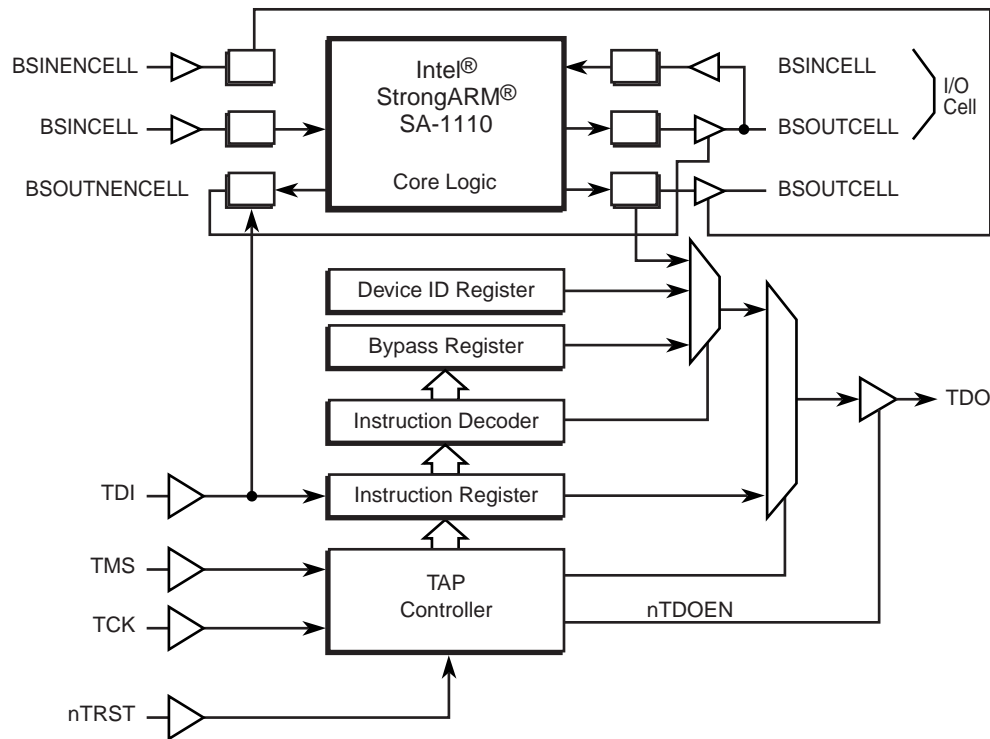 BSINENCELL
Intel®
StrongARM®
SA-1110
Core Logic
BSINCELL
I/O
Cell
BSINCELL
BSOUTCELL
BSOUTNENCELL
BSOUTCELL
Device ID Register
Bypass Register
Instruction Decoder
TDO
TDI
Instruction Register
TMS
TAP
Controller
nTDOEN
TCK
nTRST